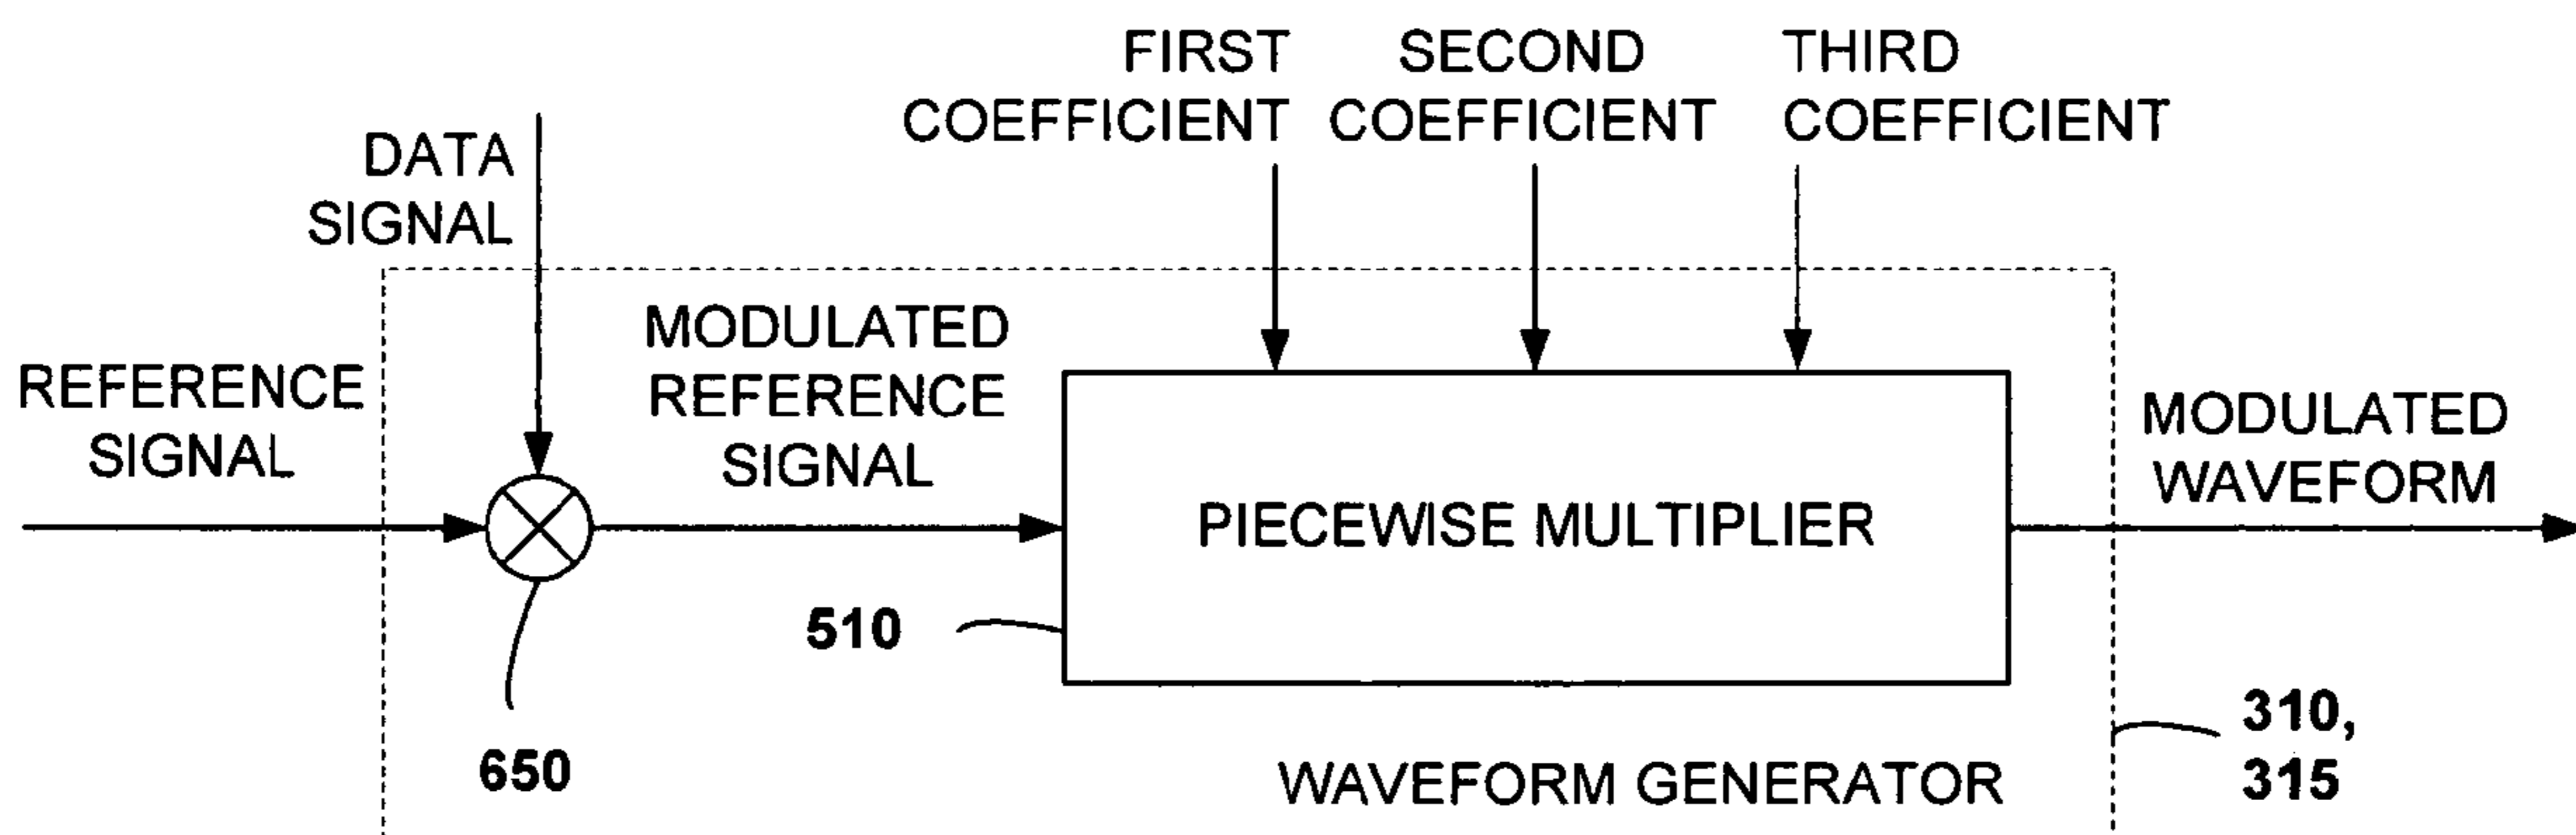 FIRST
COEFFICIENT
SECOND
COEFFICIENT
THIRD
COEFFICIENT
DATA
SIGNAL
REFERENCE
SIGNAL
MODULATED
REFERENCE
SIGNAL
PIECEWISE MULTIPLIER
MODULATED
WAVEFORM
510
650
WAVEFORM GENERATOR
310,
315